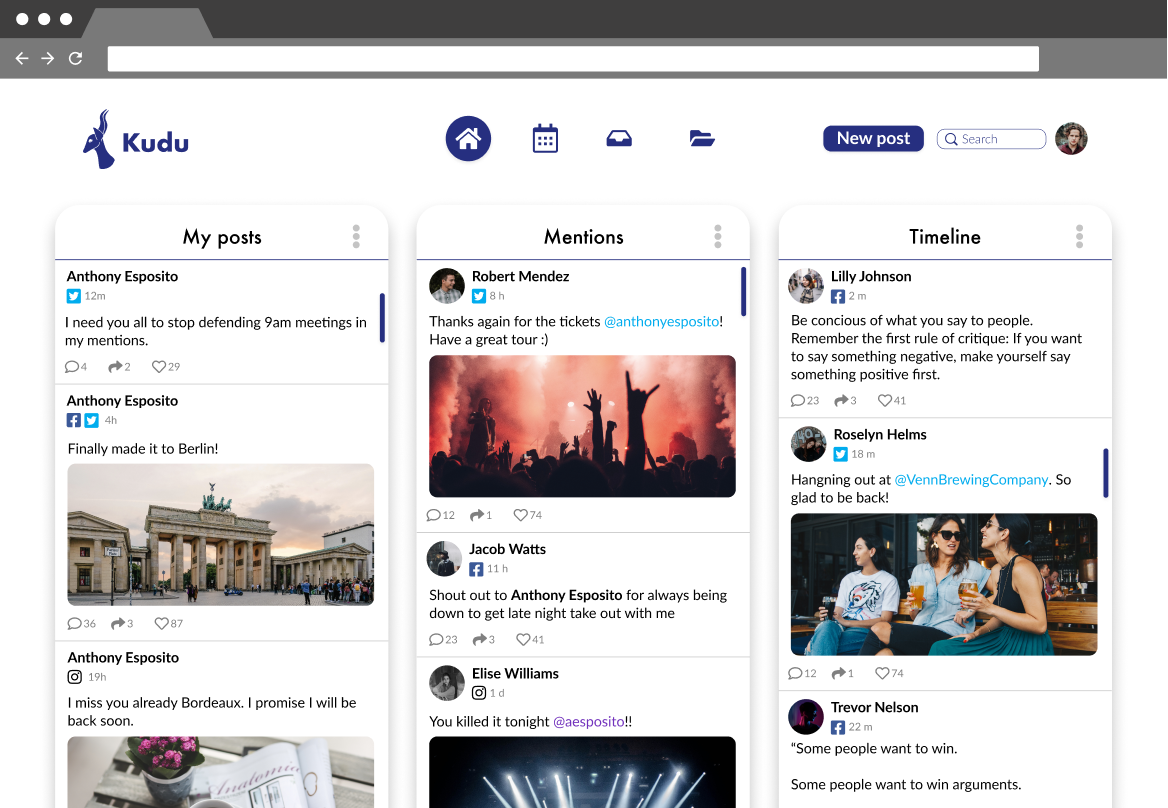 Kudu
New post
Search
My posts
Anthony Esposito
12m
I need you all to stop defending 9am meetings in
my mentions.
4 2 29
Anthony Esposito
4h
Finally made it to Berlin!
36 3 87
Anthony Esposito
19h
I miss you already Bordeaux. I promise I will be
back soon.
Anatomia
Mentions
Robert Mendez
8 h
Thanks again for the tickets @anthonyesposito!
Have a great tour :)
12 1 74
Jacob Watts
11 h
Shout out to Anthony Esposito for always being
down to get late night take out with me
23 3 41
Elise Williams
1 d
You killed it tonight @aesposito!!
Timeline
Lilly Johnson
2 m
Be concious of what you say to people.
Remember the first rule of critique: If you want
to say something negative, make yourself say
something positive first.
23 3 41
Roselyn Helms
18 m
Hangning out at @VennBrewingCompany. So
glad to be back!
12 1 74
Trevor Nelson
22 m
“Some people want to win.
Some people want to win arguments.